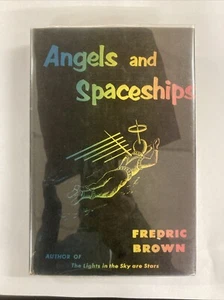 Angels and
Spaceships
FREDRIC
BROWN
AUTHOR OF
The Lights in the Sky are Stars